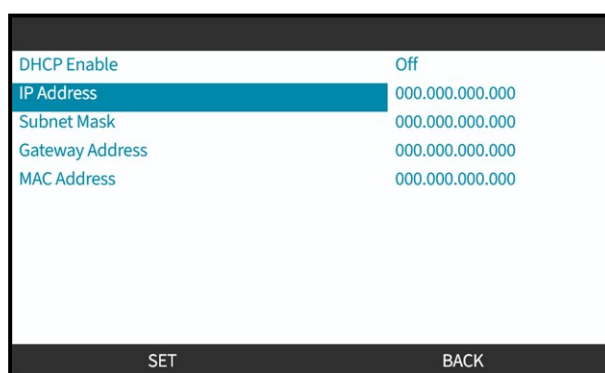 DHCP Enable Off
IP Address 000.000.000.000
Subnet Mask 000.000.000.000
Gateway Address 000.000.000.000
MAC Address 000.000.000.000
SET BACK